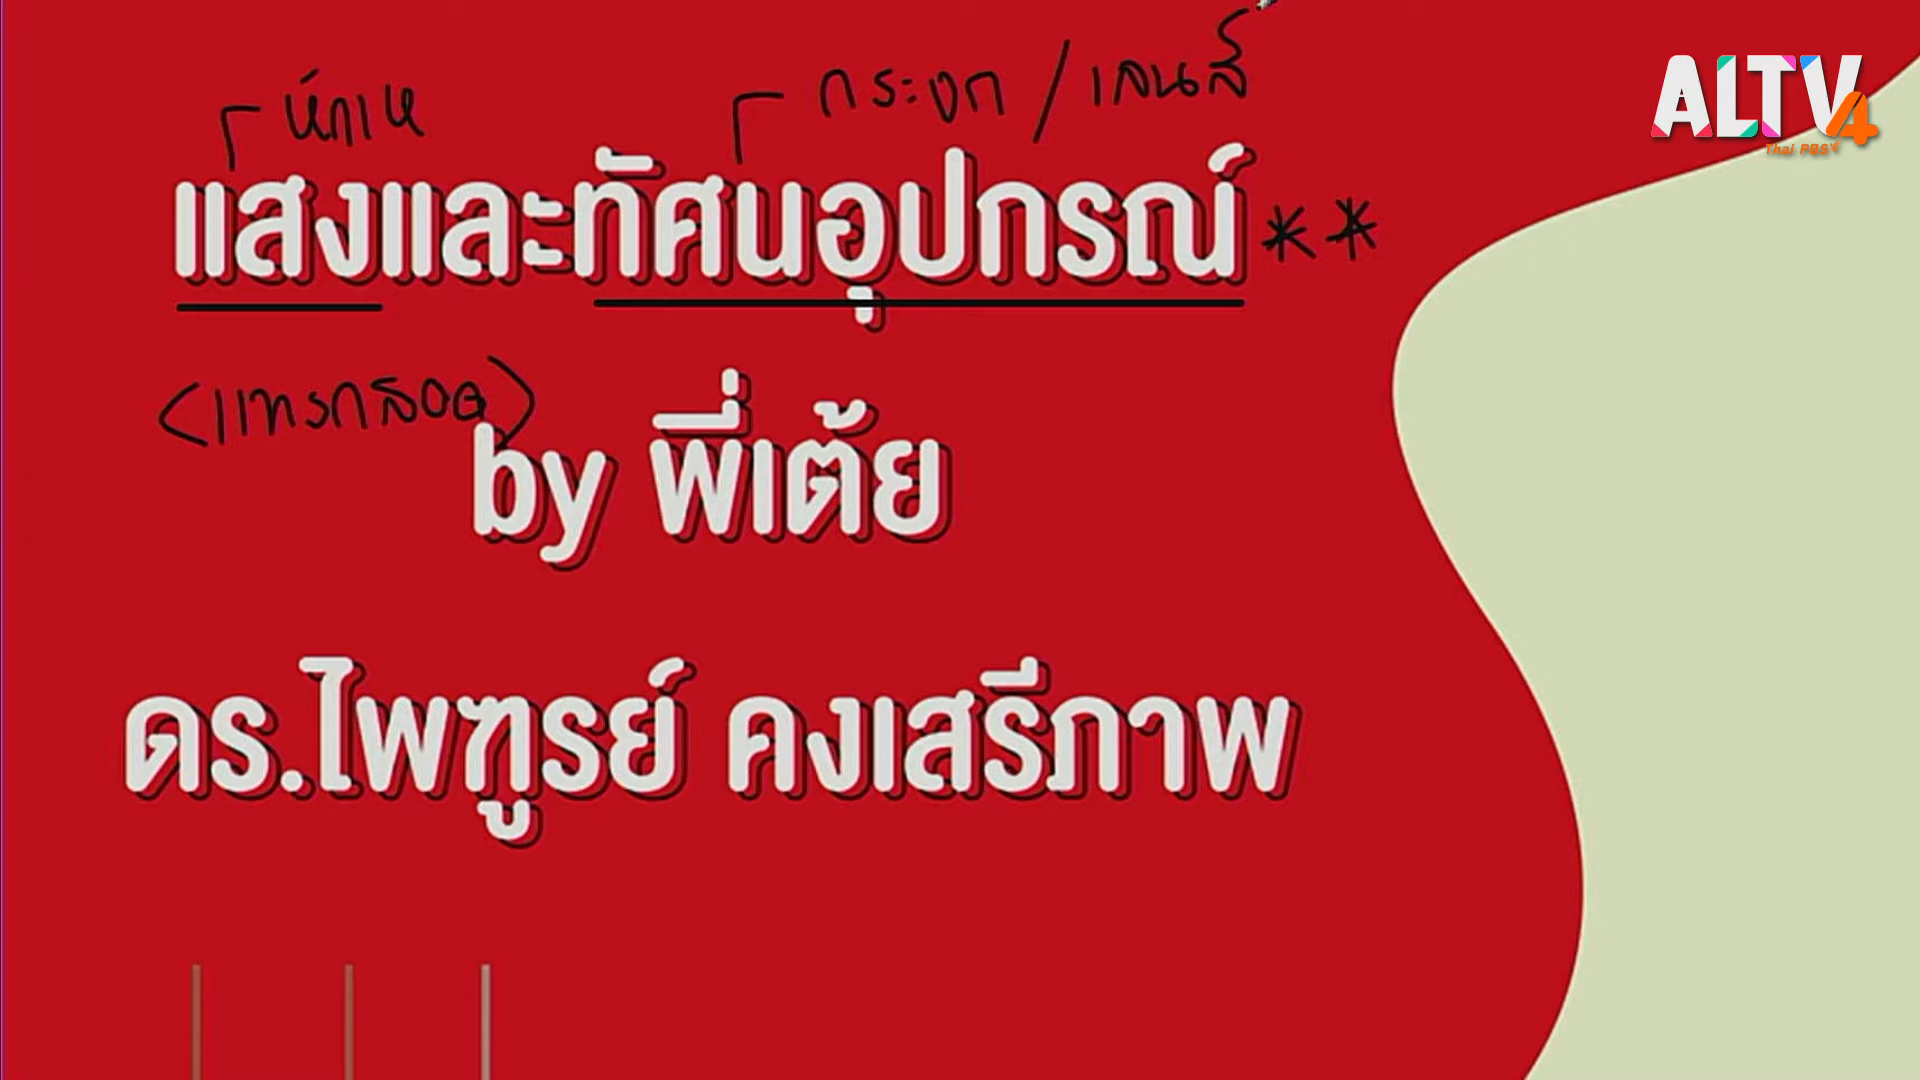 หักเห กระจก / เลนส์
ALTV4
Thai PBS
แสงและทัศนอุปกรณ์**
<แทรกสอด>
by พี่เต้ย
ดร.ไพฑูรย์ คงเสรีภาพ